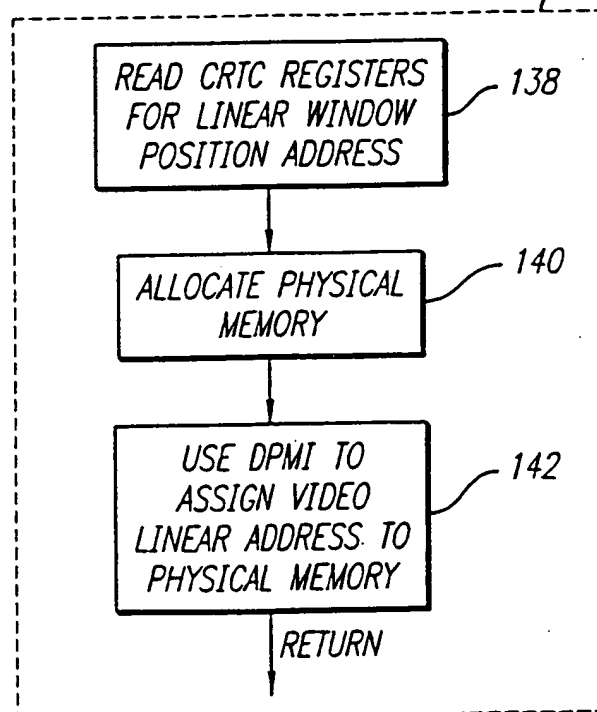 READ CRTC REGISTERS
FOR LINEAR WINDOW
POSITION ADDRESS
138
ALLOCATE PHYSICAL
MEMORY
140
USE DPMI TO
ASSIGN VIDEO
LINEAR ADDRESS TO
PHYSICAL MEMORY
142
RETURN